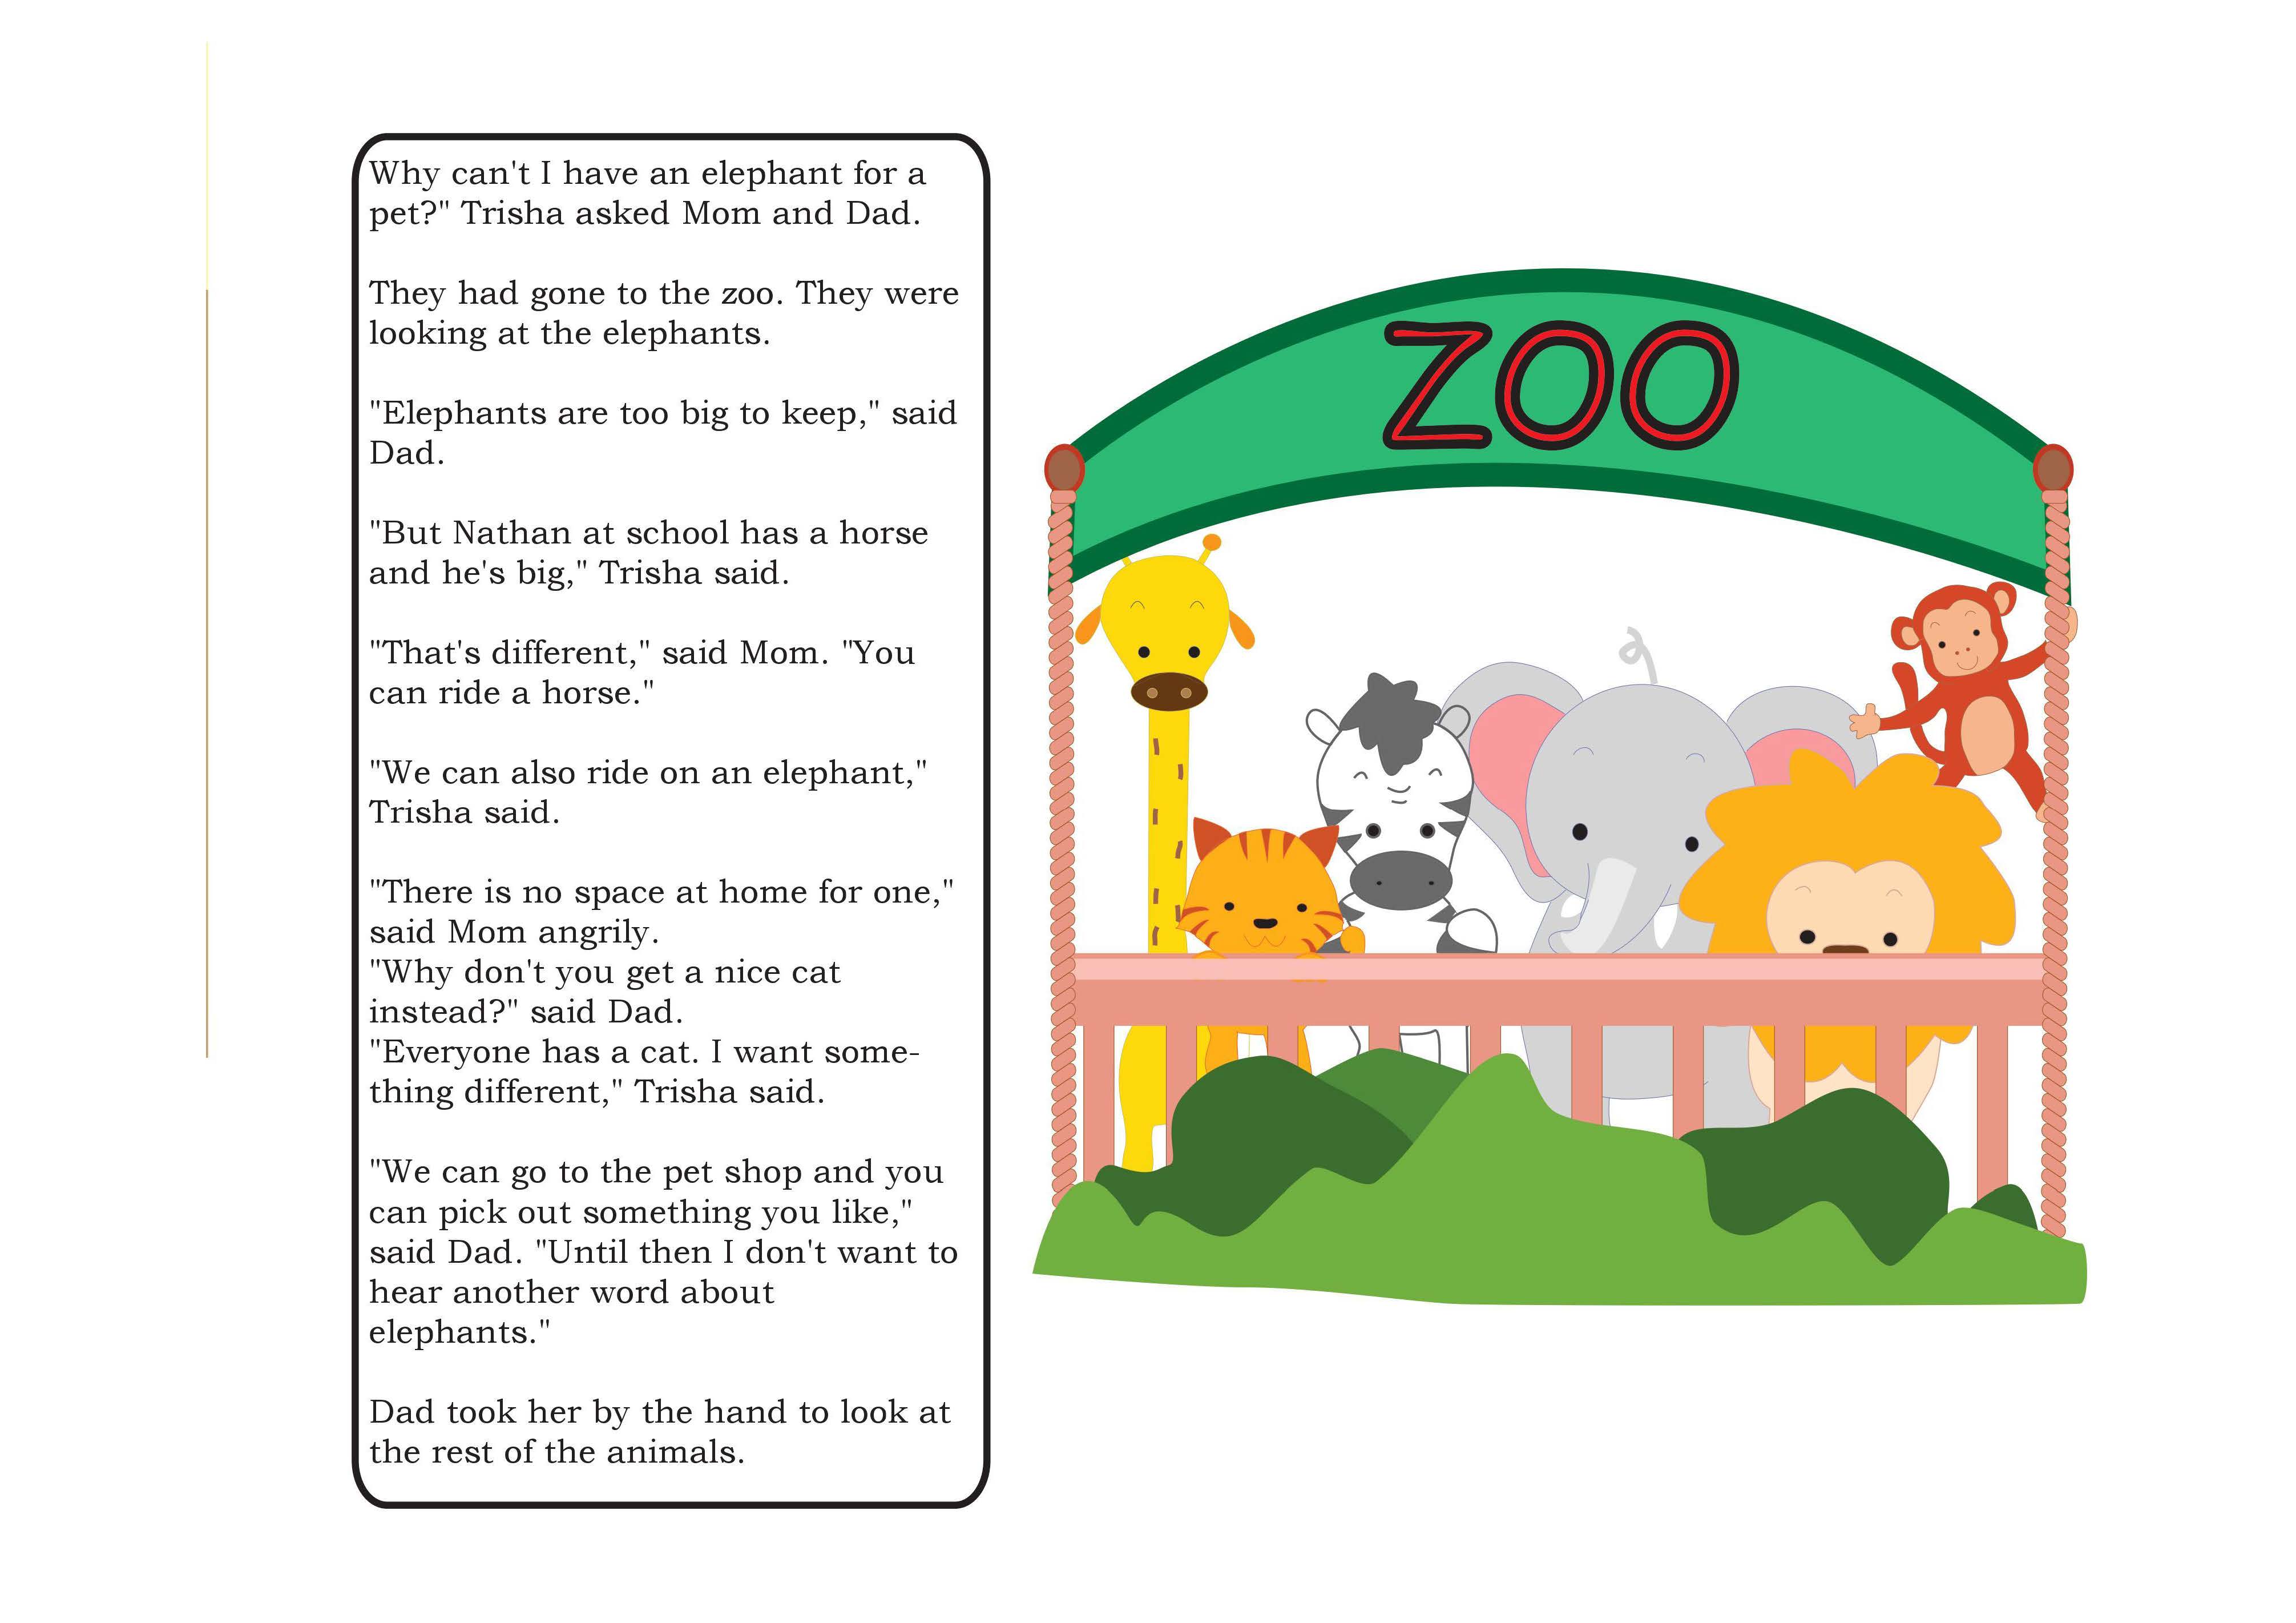 Why can't I have an elephant for a
pet?" Trisha asked Mom and Dad.
They had gone to the zoo. They were
looking at the elephants.
"Elephants are too big to keep," said
Dad.
"But Nathan at school has a horse
and he's big," Trisha said.
"That's different," said Mom. "You
can ride a horse."
"We can also ride on an elephant,"
Trisha said.
"There is no space at home for one,"
said Mom angrily.
"Why don't you get a nice cat
instead?" said Dad.
"Everyone has a cat. I want some-
thing different," Trisha said.
"We can go to the pet shop and you
can pick out something you like,"
said Dad. "Until then I don't want to
hear another word about
elephants."
Dad took her by the hand to look at
the rest of the animals.
ZOO